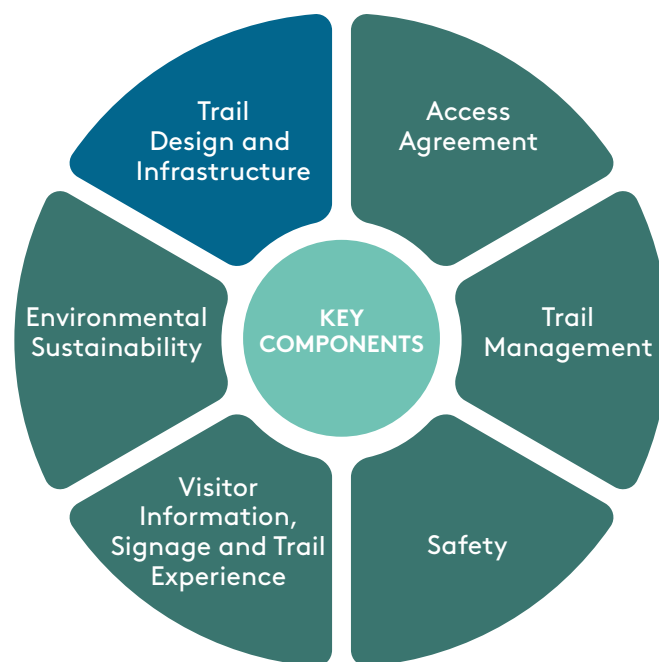 Trail
Design and
Infrastructure
Access
Agreement
Environmental
Sustainability
KEY
COMPONENTS
Trail
Management
Visitor
Information,
Signage and Trail
Experience
Safety